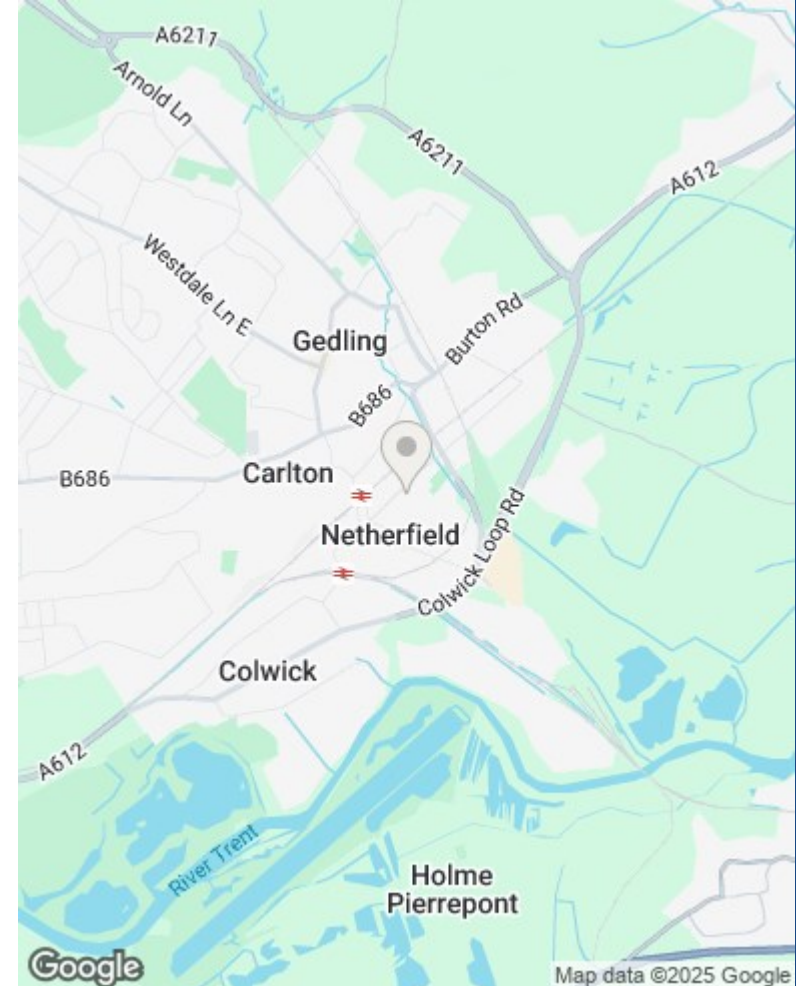 A6211
Arnold Ln
A6211
A612
Westdale Ln E
Gedling
Burton Rd
B686
B686
Carlton
Netherfield
Colwick Loop Rd
Colwick
A612
River Trent
Holme
Pierrepont
Google
Map data ©2025 Google